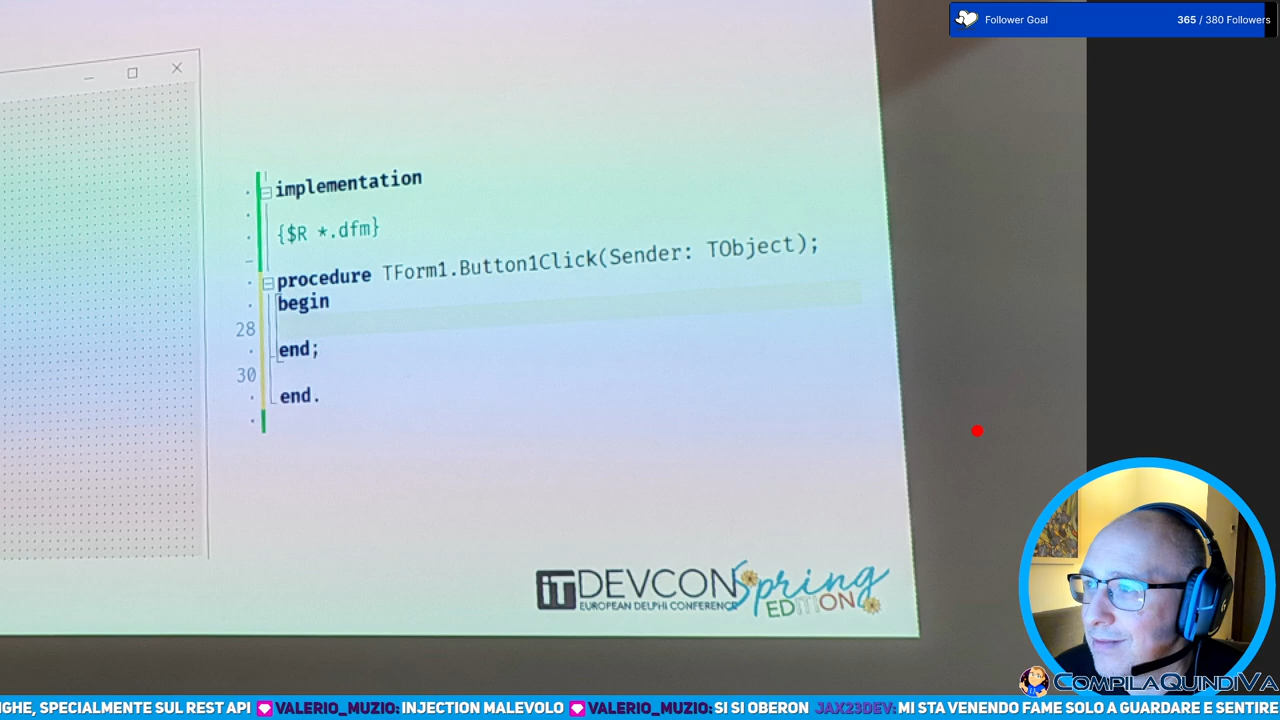 Follower Goal
365 / 380 Followers
implementation
{$R *.dfm}
procedure TForm1.Button1Click(Sender: TObject);
begin
28
end;
30
end.
iT DEVCON Spring
EUROPEAN DELPHI CONFERENCE
EDITION
COMPILAQUINDIVA
NGHE, SPECIALMENTE SUL REST API VALERIO_MUZIO: INJECTION MALEVOLO VALERIO_MUZIO: SI SI OBERON JAX23DEV: MI STA VENENDO FAME SOLO A GUARDARE E SENTIRE